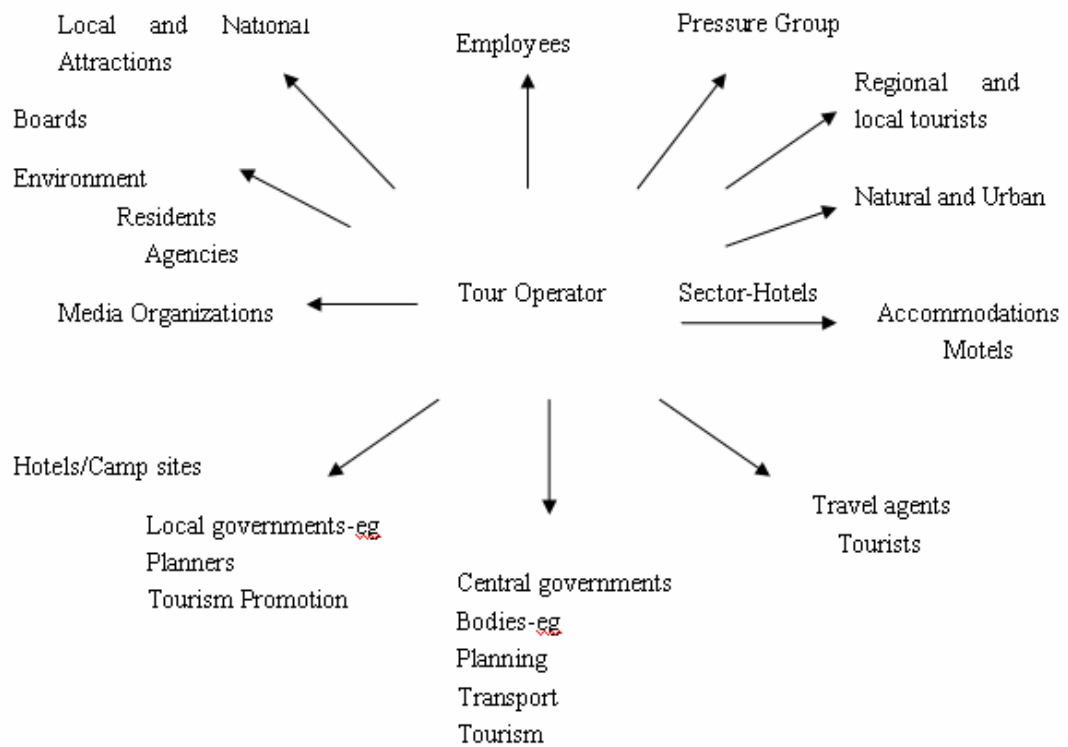 Local and National
Attractions
Employees
Pressure Group
Regional and
local tourists
Boards
Environment
Residents
Agencies
Natural and Urban
Media Organizations
Tour Operator
Sector-Hotels
Accommodations
Motels
Hotels/Camp sites
Local governments-eg
Planners
Tourism Promotion
Central governments
Bodies-eg
Planning
Transport
Tourism
Travel agents
Tourists